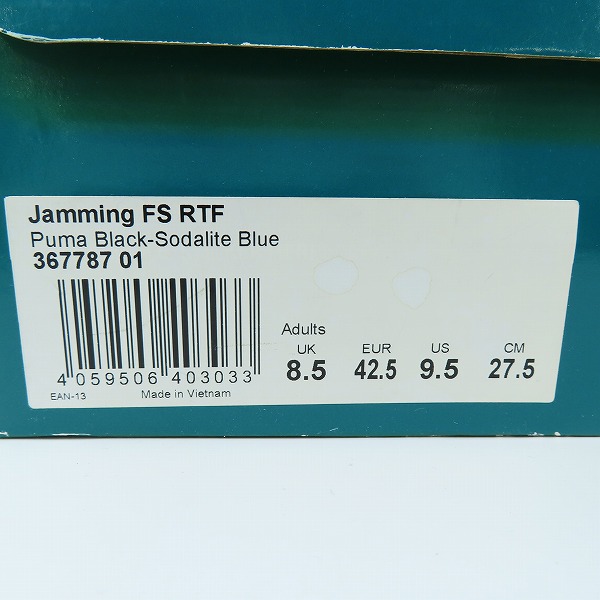 Jamming FS RTF
Puma Black-Sodalite Blue
367787 01
Adults
UK EUR US CM
8.5 42.5 9.5 27.5
4 059506 403033
EAN-13 Made in Vietnam